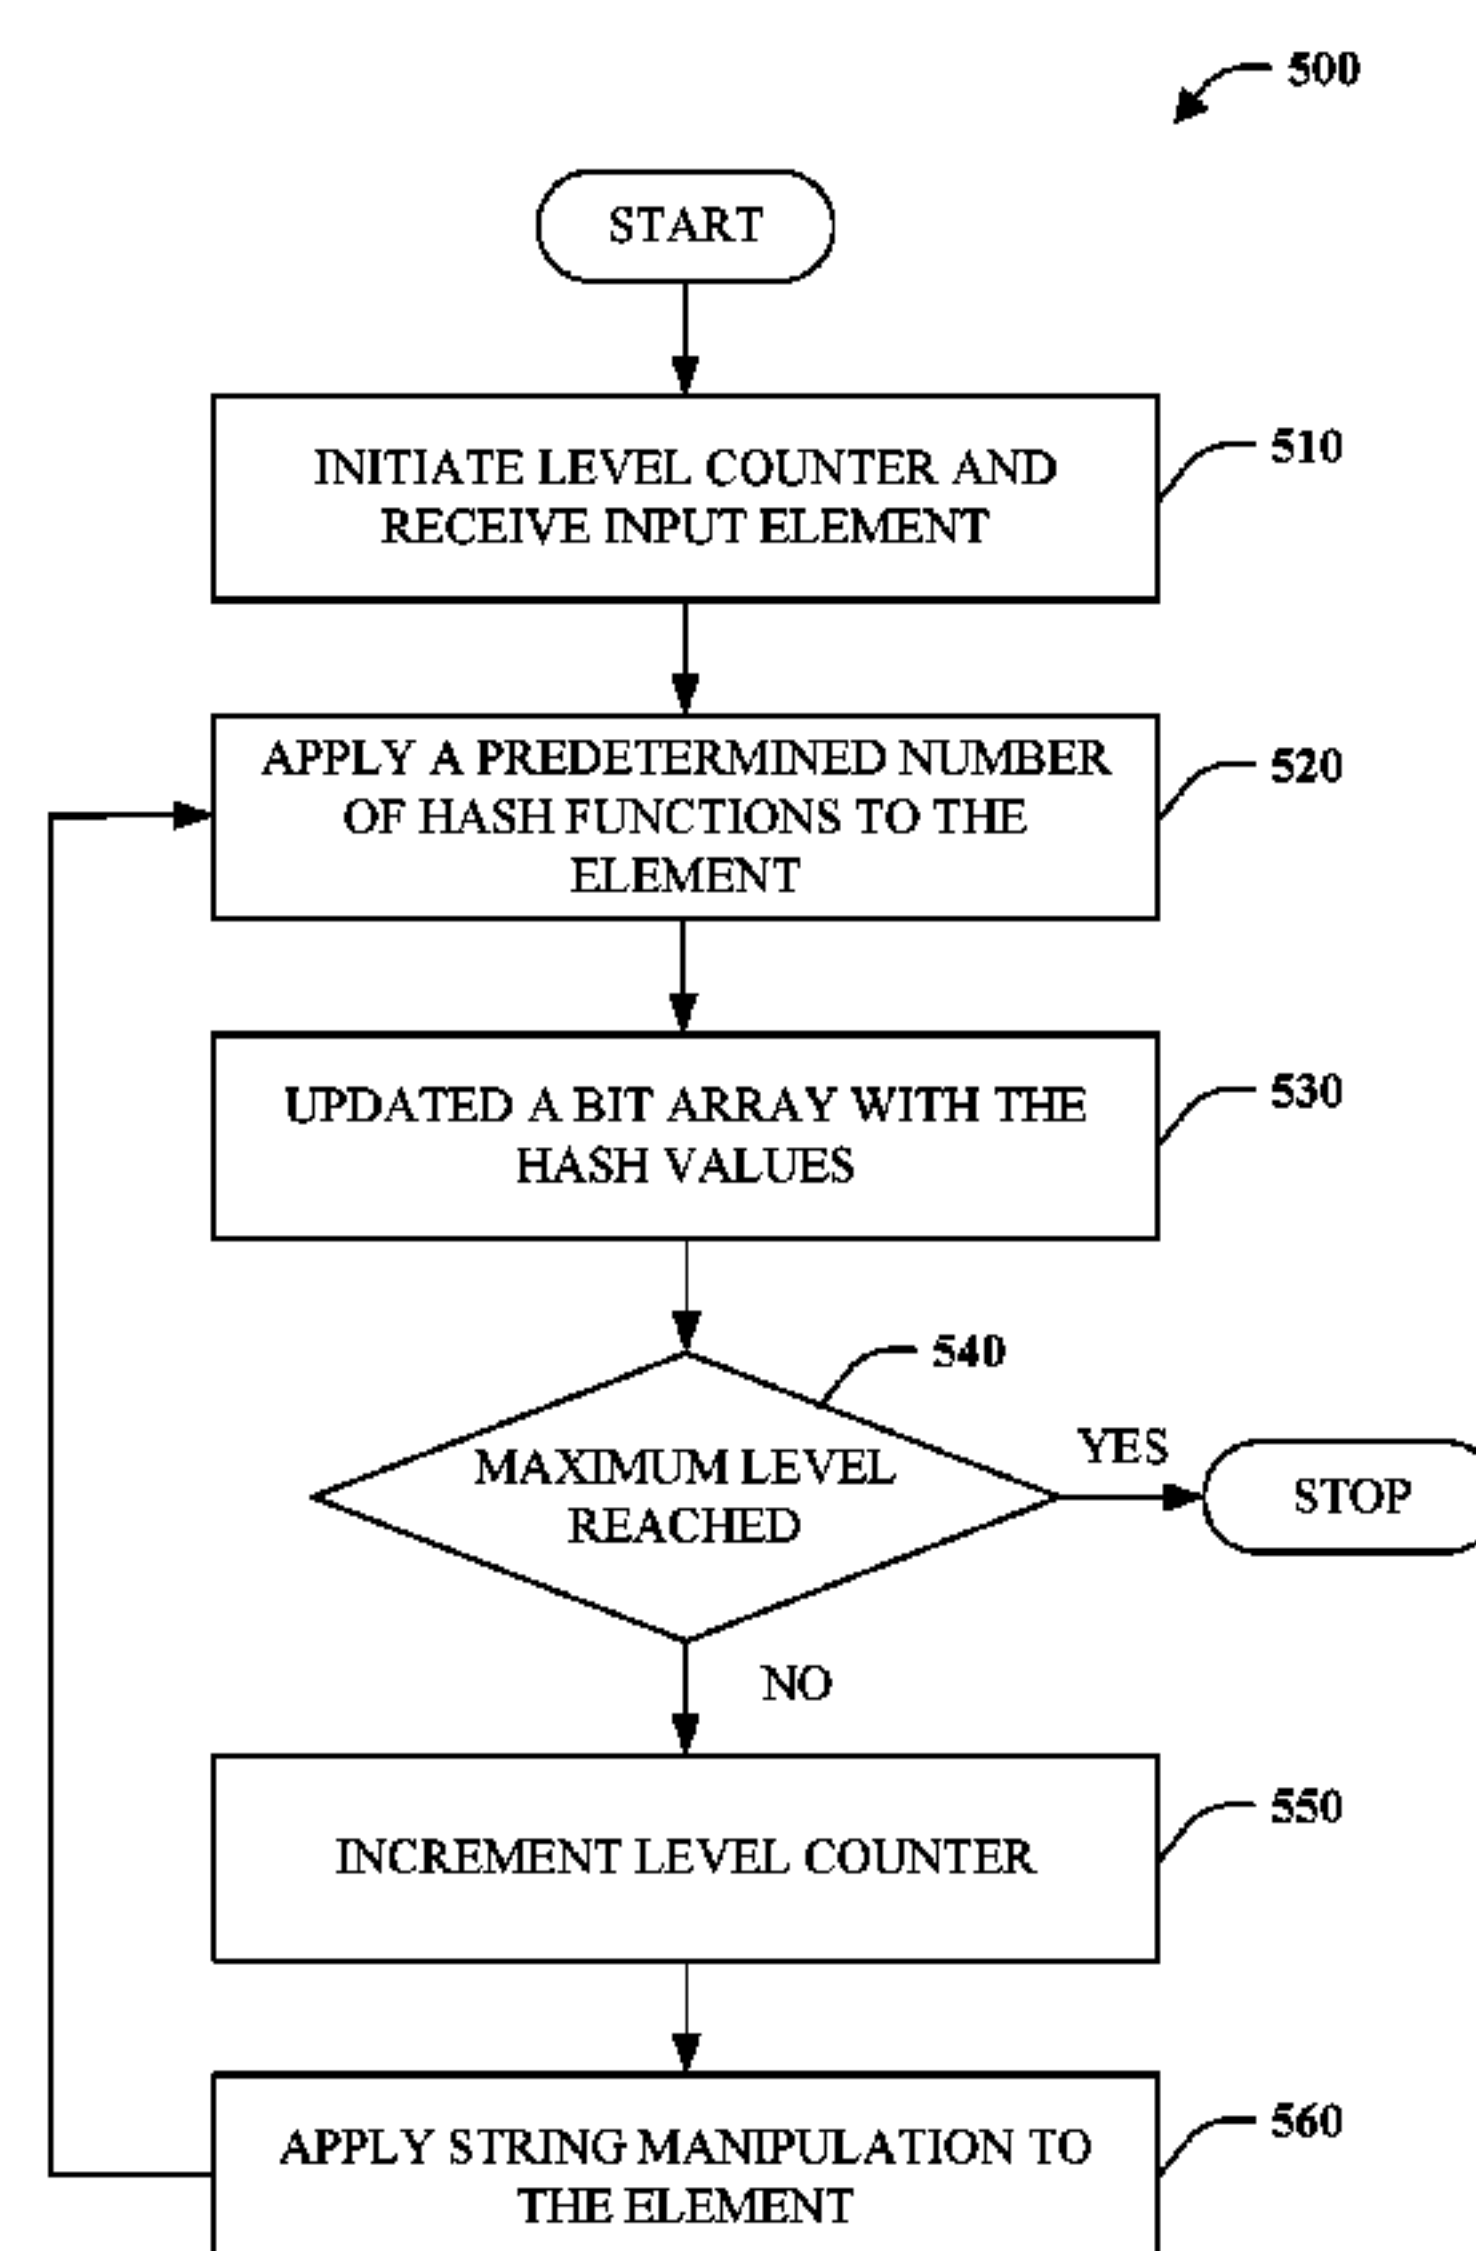 500
START
INITIATE LEVEL COUNTER AND
RECEIVE INPUT ELEMENT
510
APPLY A PREDETERMINED NUMBER
OF HASH FUNCTIONS TO THE
ELEMENT
520
UPDATED A BIT ARRAY WITH THE
HASH VALUES
530
540
MAXIMUM LEVEL
REACHED
YES
STOP
NO
INCREMENT LEVEL COUNTER
550
APPLY STRING MANIPULATION TO
THE ELEMENT
560